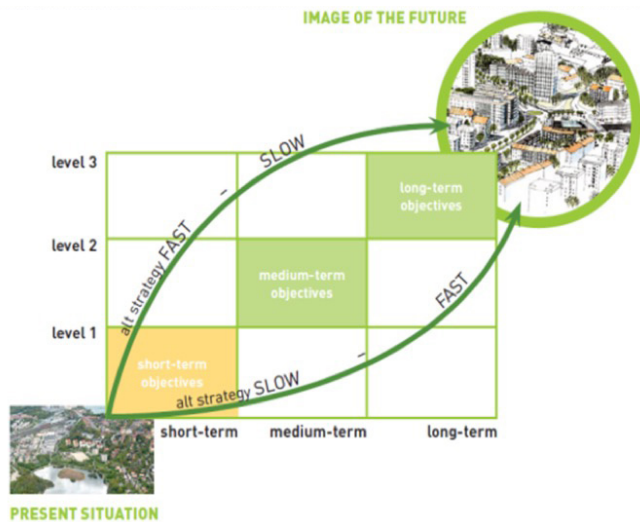 IMAGE OF THE FUTURE
level 3
level 2
level 1
long-term
objectives
medium-term
objectives
short-term
objectives
alt strategy FAST – SLOW
alt strategy SLOW – FAST
short-term
medium-term
long-term
PRESENT SITUATION